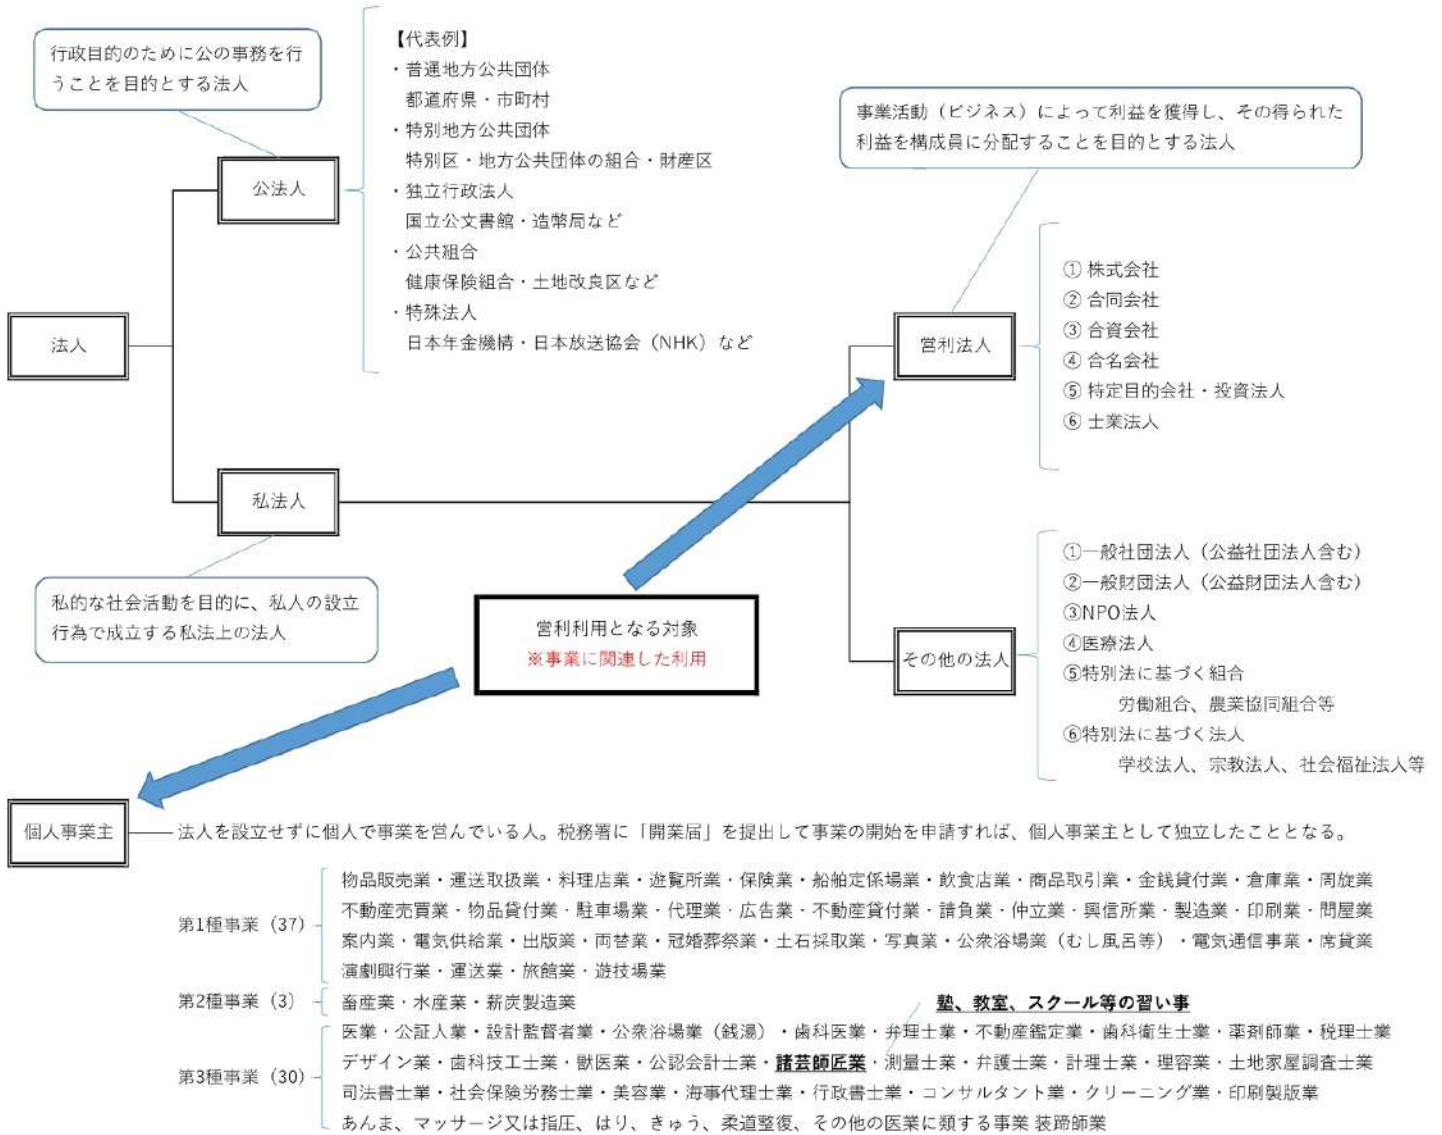 行政目的のために公の事務を行
うことを目的とする法人
【代表例】
・普通地方公共団体
都道府県・市町村
・特別地方公共団体
特別区・地方公共団体の組合・財産区
・独立行政法人
国立公文書館・造幣局など
・公共組合
健康保険組合・土地改良区など
・特殊法人
日本年金機構・日本放送協会（NHK）など
公法人
法人
私法人
私的な社会活動を目的に、私人の設立
行為で成立する私法上の法人
事業活動（ビジネス）によって利益を獲得し、その得られた
利益を構成員に分配することを目的とする法人
営利法人
① 株式会社
② 合同会社
③ 合資会社
④ 合名会社
⑤ 特定目的会社・投資法人
⑥ 士業法人
その他の法人
①一般社団法人（公益社団法人含む）
②一般財団法人（公益財団法人含む）
③NPO法人
④医療法人
⑤特別法に基づく組合
労働組合、農業協同組合等
⑥特別法に基づく法人
学校法人、宗教法人、社会福祉法人等
営利利用となる対象
※事業に関連した利用
個人事業主
法人を設立せずに個人で事業を営んでいる人。税務署に「開業届」を提出して事業の開始を申請すれば、個人事業主として独立したこととなる。
第1種事業（37）
物品販売業・運送取扱業・料理店業・遊覧所業・保険業・船舶定係場業・飲食店業・商品取引業・金銭貸付業・倉庫業・周旋業
不動産売買業・物品貸付業・駐車場業・代理業・広告業・不動産貸付業・請負業・仲立業・興信所業・製造業・印刷業・問屋業
案内業・電気供給業・出版業・両替業・冠婚葬祭業・土石採取業・写真業・公衆浴場業（むし風呂等）・電気通信事業・席貸業
演劇興行業・運送業・旅館業・遊技場業
第2種事業（3）
畜産業・水産業・薪炭製造業
塾、教室、スクール等の習い事
第3種事業（30）
医業・公証人業・設計監督者業・公衆浴場業（銭湯）・歯科医業・弁理士業・不動産鑑定業・歯科衛生士業・薬剤師業・税理士業
デザイン業・歯科技工士業・獣医業・公認会計士業・諸芸師匠業・測量士業・弁護士業・計理士業・理容業・土地家屋調査士業
司法書士業・社会保険労務士業・美容業・海事代理士業・行政書士業・コンサルタント業・クリーニング業・印刷製版業
あんま、マッサージ又は指圧、はり、きゅう、柔道整復、その他の医業に類する事業 装蹄師業